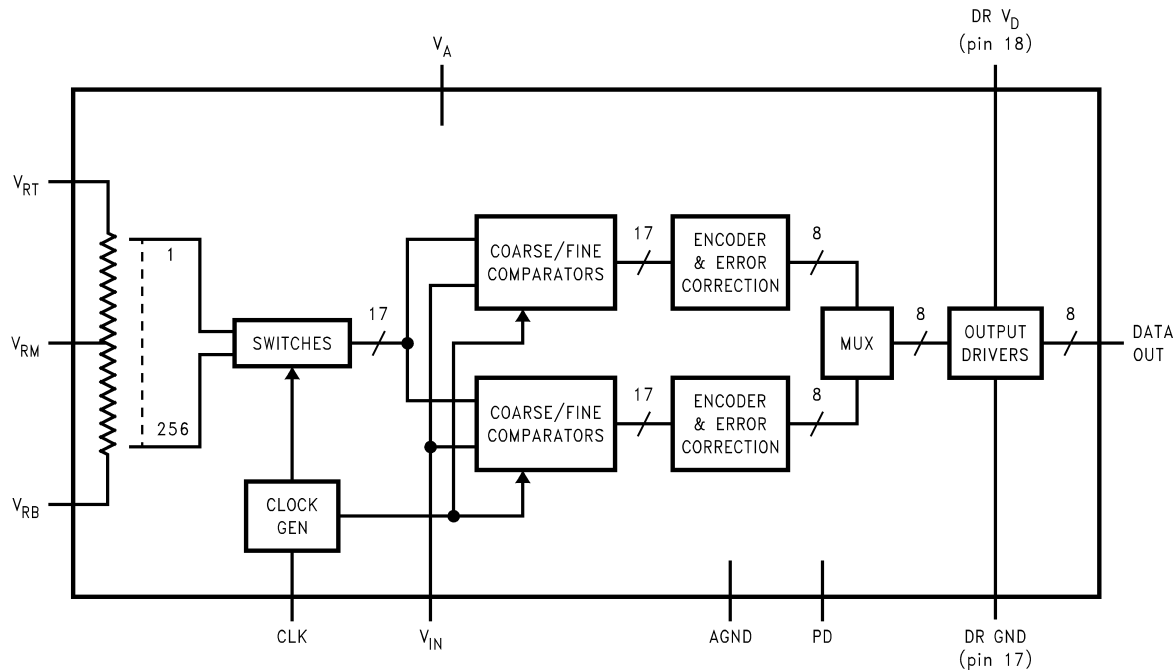 V_A
DR V_D
(pin 18)
V_RT
1
17
COARSE/FINE
COMPARATORS
17
ENCODER
& ERROR
CORRECTION
8
V_RM
SWITCHES
17
MUX
8
OUTPUT
DRIVERS
8
DATA
OUT
256
COARSE/FINE
COMPARATORS
17
ENCODER
& ERROR
CORRECTION
8
V_RB
CLOCK
GEN
CLK
V_IN
AGND
PD
DR GND
(pin 17)